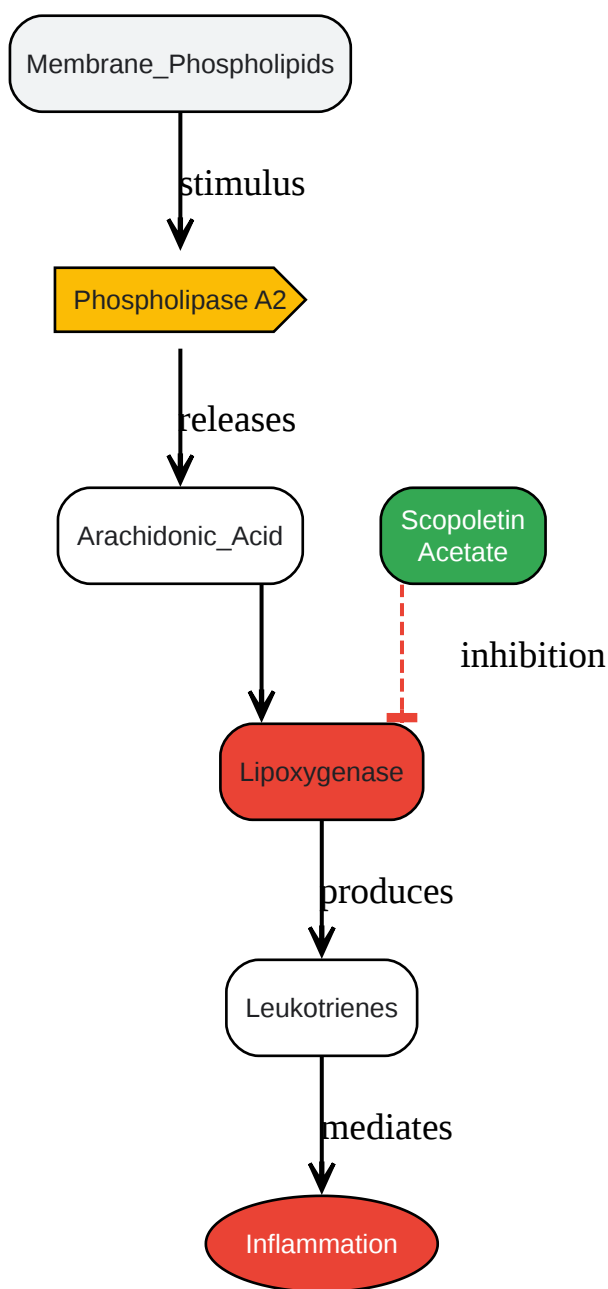 Membrane_Phospholipids
stimulus
Phospholipase A2
releases
Arachidonic_Acid
Scopoletin
Acetate
inhibition
Lipoxygenase
produces
Leukotrienes
mediates
Inflammation